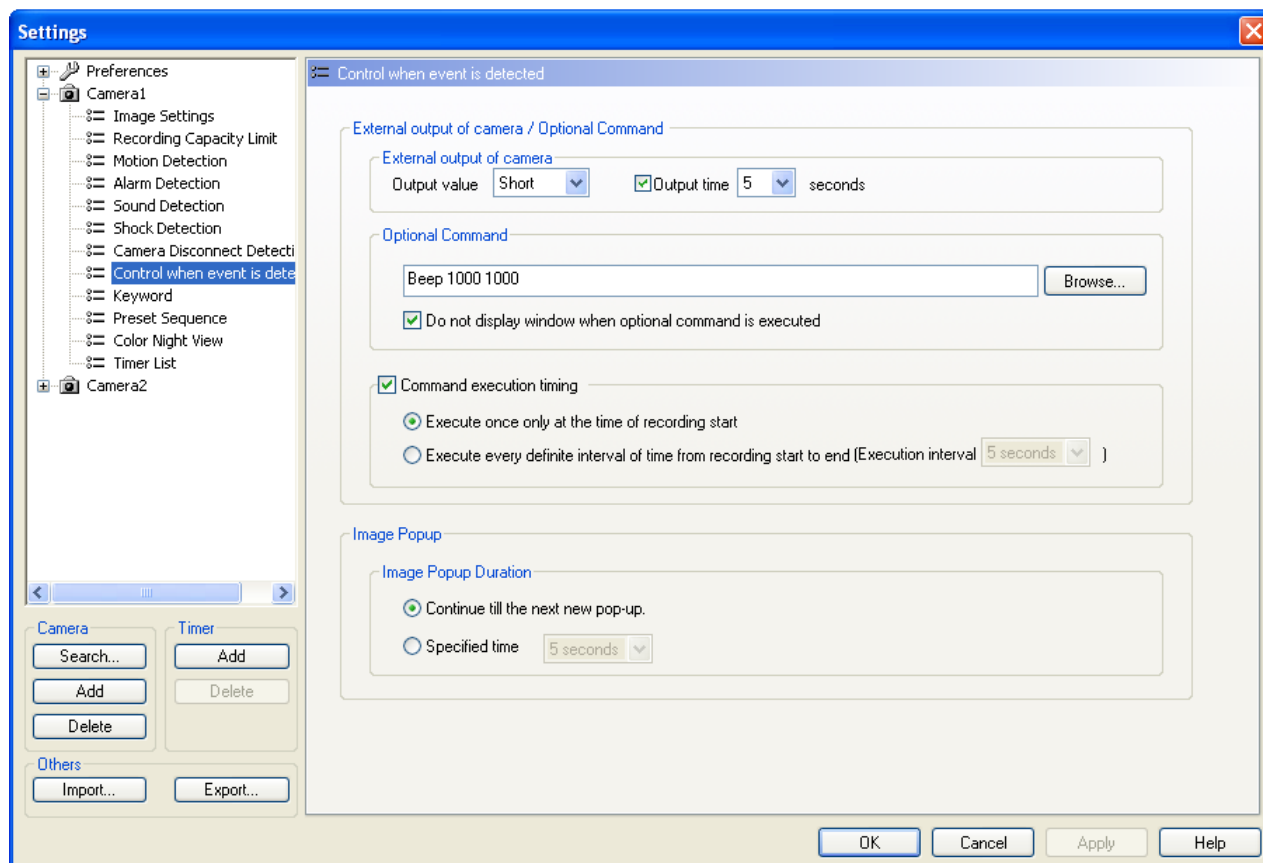 Settings
Preferences
Camera1
Image Settings
Recording Capacity Limit
Motion Detection
Alarm Detection
Sound Detection
Shock Detection
Camera Disconnect Detecti
Control when event is dete
Keyword
Preset Sequence
Color Night View
Timer List
Camera2
Camera
Search...
Add
Delete
Timer
Add
Delete
Others
Import...
Export...
Control when event is detected
External output of camera / Optional Command
External output of camera
Output value Short Output time 5 seconds
Optional Command
Beep 1000 1000 Browse...
Do not display window when optional command is executed
Command execution timing
Execute once only at the time of recording start
Execute every definite interval of time from recording start to end (Execution interval 5 seconds )
Image Popup
Image Popup Duration
Continue till the next new pop-up.
Specified time 5 seconds
OK Cancel Apply Help